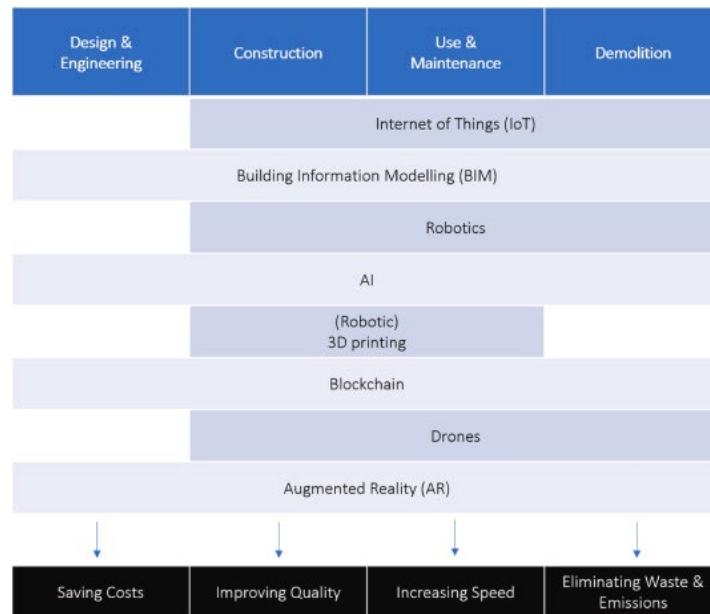 Design &
Engineering
Construction
Use &
Maintenance
Demolition
Internet of Things (IoT)
Building Information Modelling (BIM)
Robotics
AI
(Robotic)
3D printing
Blockchain
Drones
Augmented Reality (AR)
Saving Costs
Improving Quality
Increasing Speed
Eliminating Waste &
Emissions